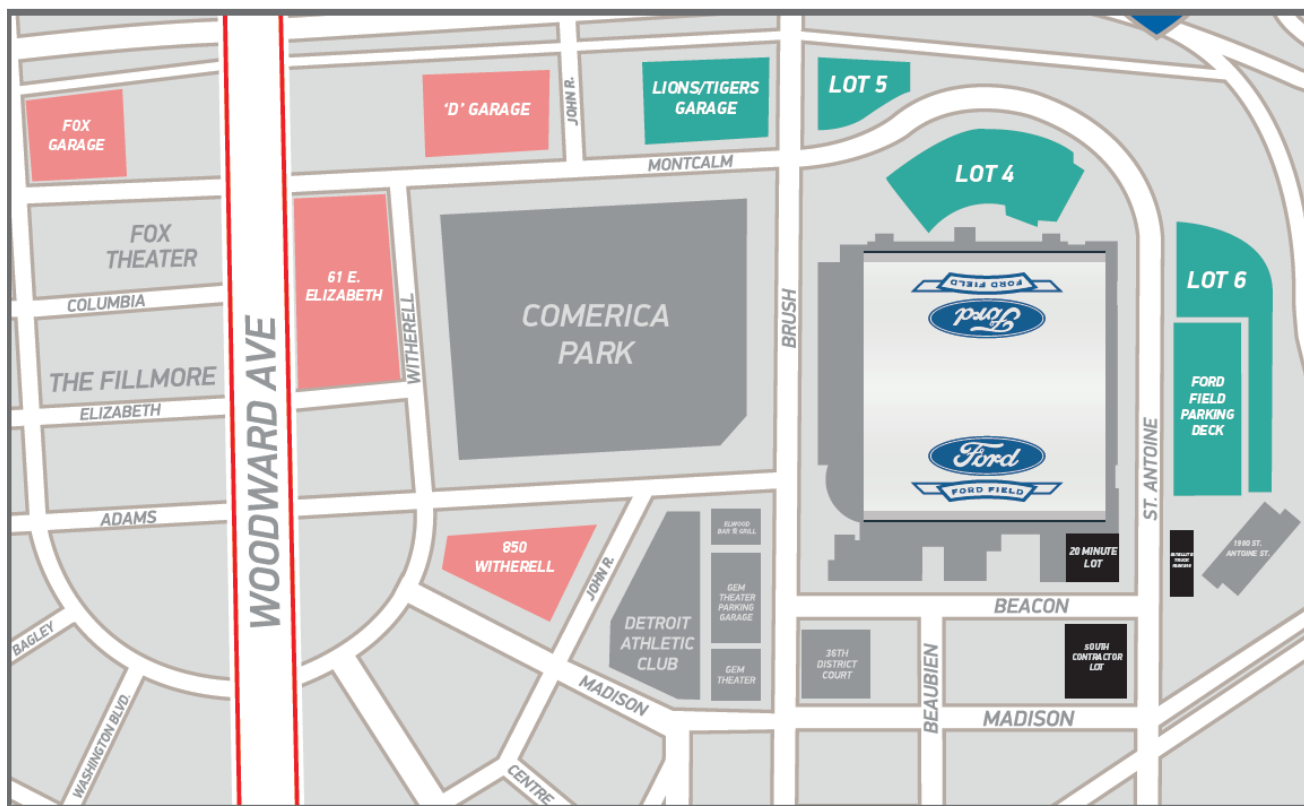 FOX
GARAGE
'D' GARAGE
JOHN R.
LIONS/TIGERS
GARAGE
LOT 5
MONTCALM
LOT 4
FOX
THEATER
COLUMBIA
61 E.
ELIZABETH
WITHERELL
COMERICA
PARK
BRUSH
FORD FIELD
Ford
LOT 6
THE FILLMORE
ELIZABETH
WOODWARD AVE
FORD
FIELD
PARKING
DECK
Ford
FORD FIELD
ST. ANTOINE
ADAMS
850
WITHERELL
JOHN R.
ELWOOD
BAR & GRILL
GEM
THEATER
PARKING
GARAGE
DETROIT
ATHLETIC
CLUB
GEM
THEATER
20 MINUTE
LOT
1900 ST.
ANTOINE ST.
BEACON
BAGLEY
WASHINGTON BLVD.
MADISON
CENTRE
36TH
DISTRICT
COURT
BEAUBIEN
SOUTH
CONTRACTOR
LOT
MADISON